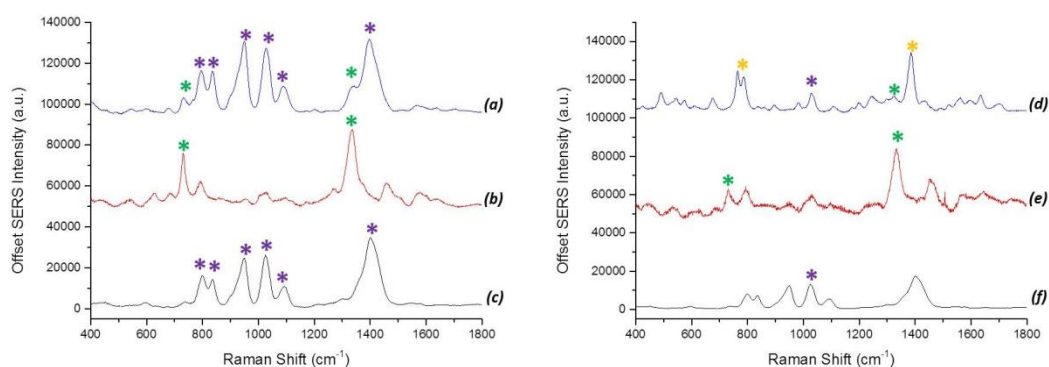 140000
120000
100000
80000
60000
40000
20000
0
Offset SERS Intensity (a.u.)
* * * * * * * *
(a)
* *
(b)
* * * * * *
(c)
400 600 800 1000 1200 1400 1600 1800
Raman Shift (cm-1)
140000
120000
100000
80000
60000
40000
20000
0
Offset SERS Intensity (a.u.)
* * * *
(d)
* *
(e)
*
(f)
400 600 800 1000 1200 1400 1600 1800
Raman Shift (cm-1)